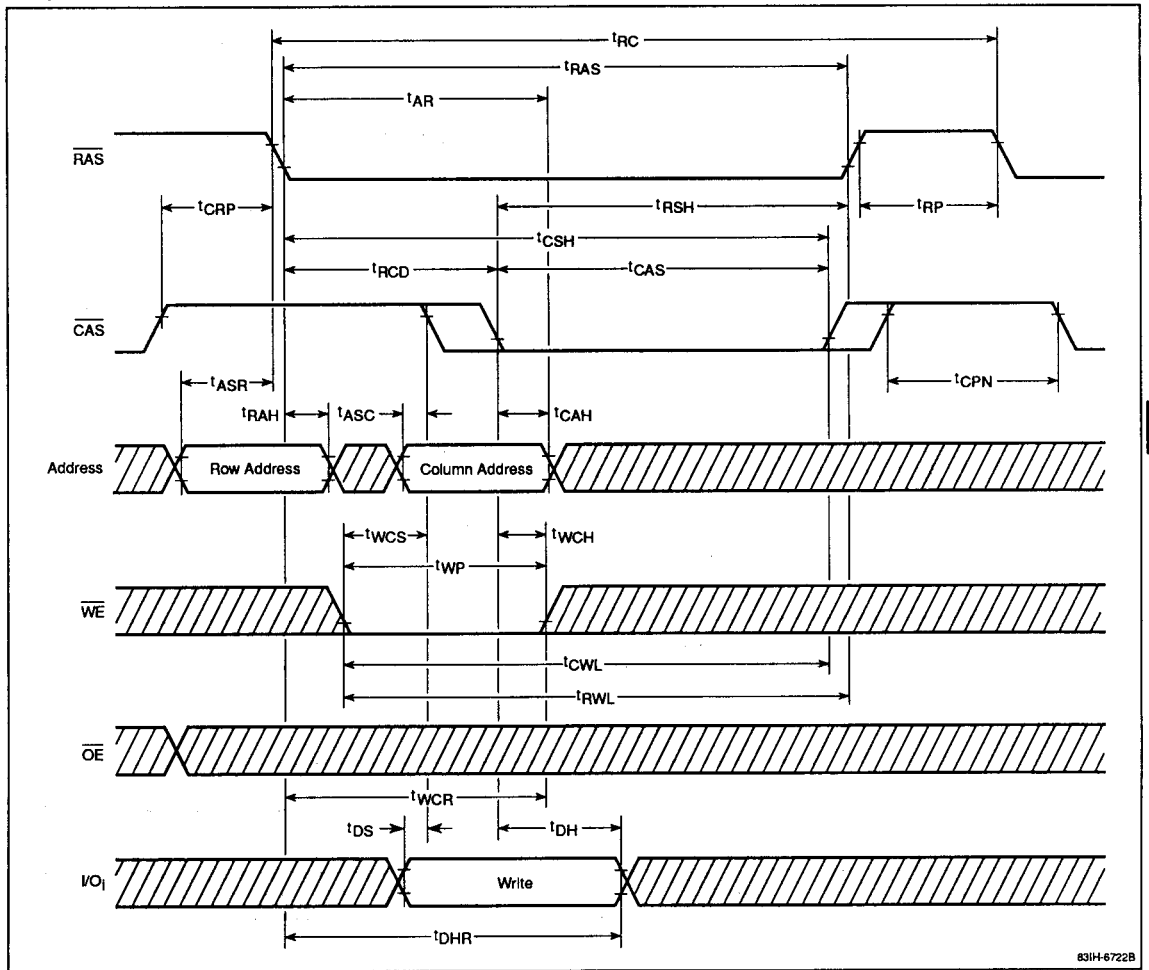 tRC
tRAS
tAR
RAS
tCRP
tRSH
tRP
tCSH
tRCD
tCAS
CAS
tASR
tCPN
tRAH
tASC
tCAH
Address
Row Address
Column Address
tWCS
tWCH
tWP
WE
tCWL
tRWL
OE
tWCR
tDS
tDH
I/Oi
Write
tDHR
83IH-6722B